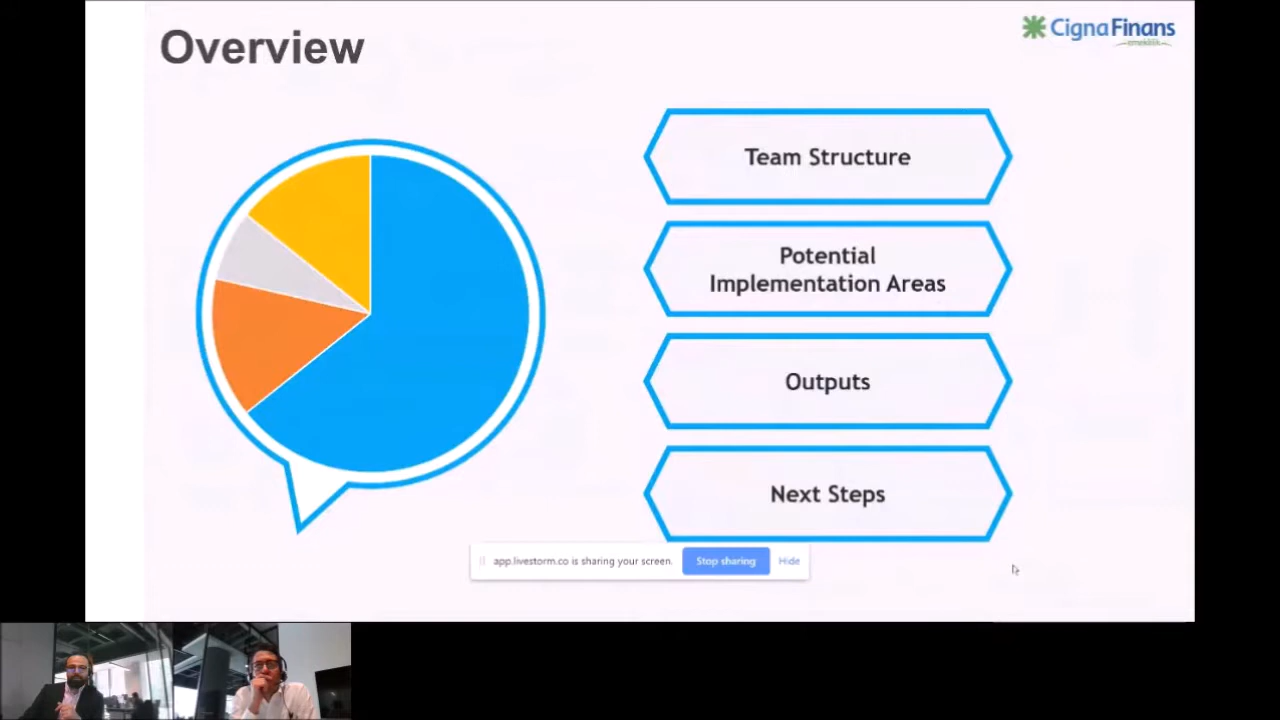 Overview
CignaFinans
emeklilik
Team Structure
Potential
Implementation Areas
Outputs
Next Steps
app.livestorm.co is sharing your screen.
Stop sharing
Hide